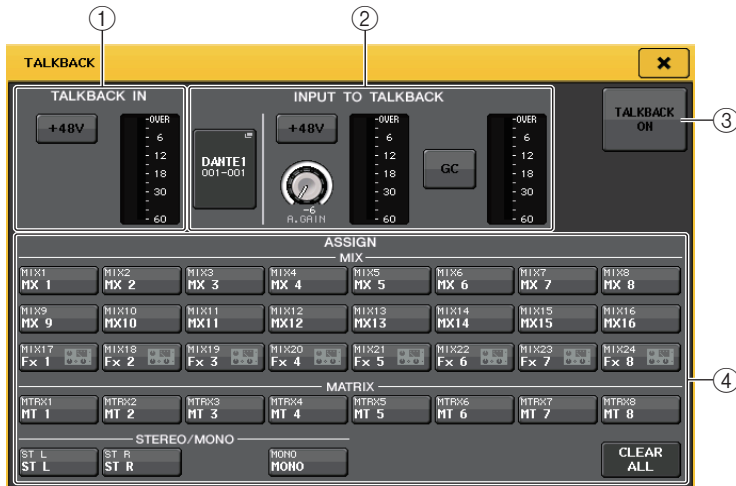 ① ②
TALKBACK
TALKBACK IN
+48V
-OVER
- 6
- 12
- 18
- 30
- 60
INPUT TO TALKBACK
DANTE1
001-001
+48V
-6
A.GAIN
-OVER
- 6
- 12
- 18
- 30
- 60
GC
-OVER
- 6
- 12
- 18
- 30
- 60
TALKBACK
ON
③
ASSIGN
MIX
MIX1 MIX2 MIX3 MIX4 MIX5 MIX6 MIX7 MIX8
MX 1 MX 2 MX 3 MX 4 MX 5 MX 6 MX 7 MX 8
MIX9 MIX10 MIX11 MIX12 MIX13 MIX14 MIX15 MIX16
MX 9 MX10 MX11 MX12 MX13 MX14 MX15 MX16
MIX17 MIX18 MIX19 MIX20 MIX21 MIX22 MIX23 MIX24
Fx 1 Fx 2 Fx 3 Fx 4 Fx 5 Fx 6 Fx 7 Fx 8
④
MATRIX
MTRX1 MTRX2 MTRX3 MTRX4 MTRX5 MTRX6 MTRX7 MTRX8
MT 1 MT 2 MT 3 MT 4 MT 5 MT 6 MT 7 MT 8
STEREO/MONO
ST L ST R MONO
ST L ST R MONO
CLEAR
ALL